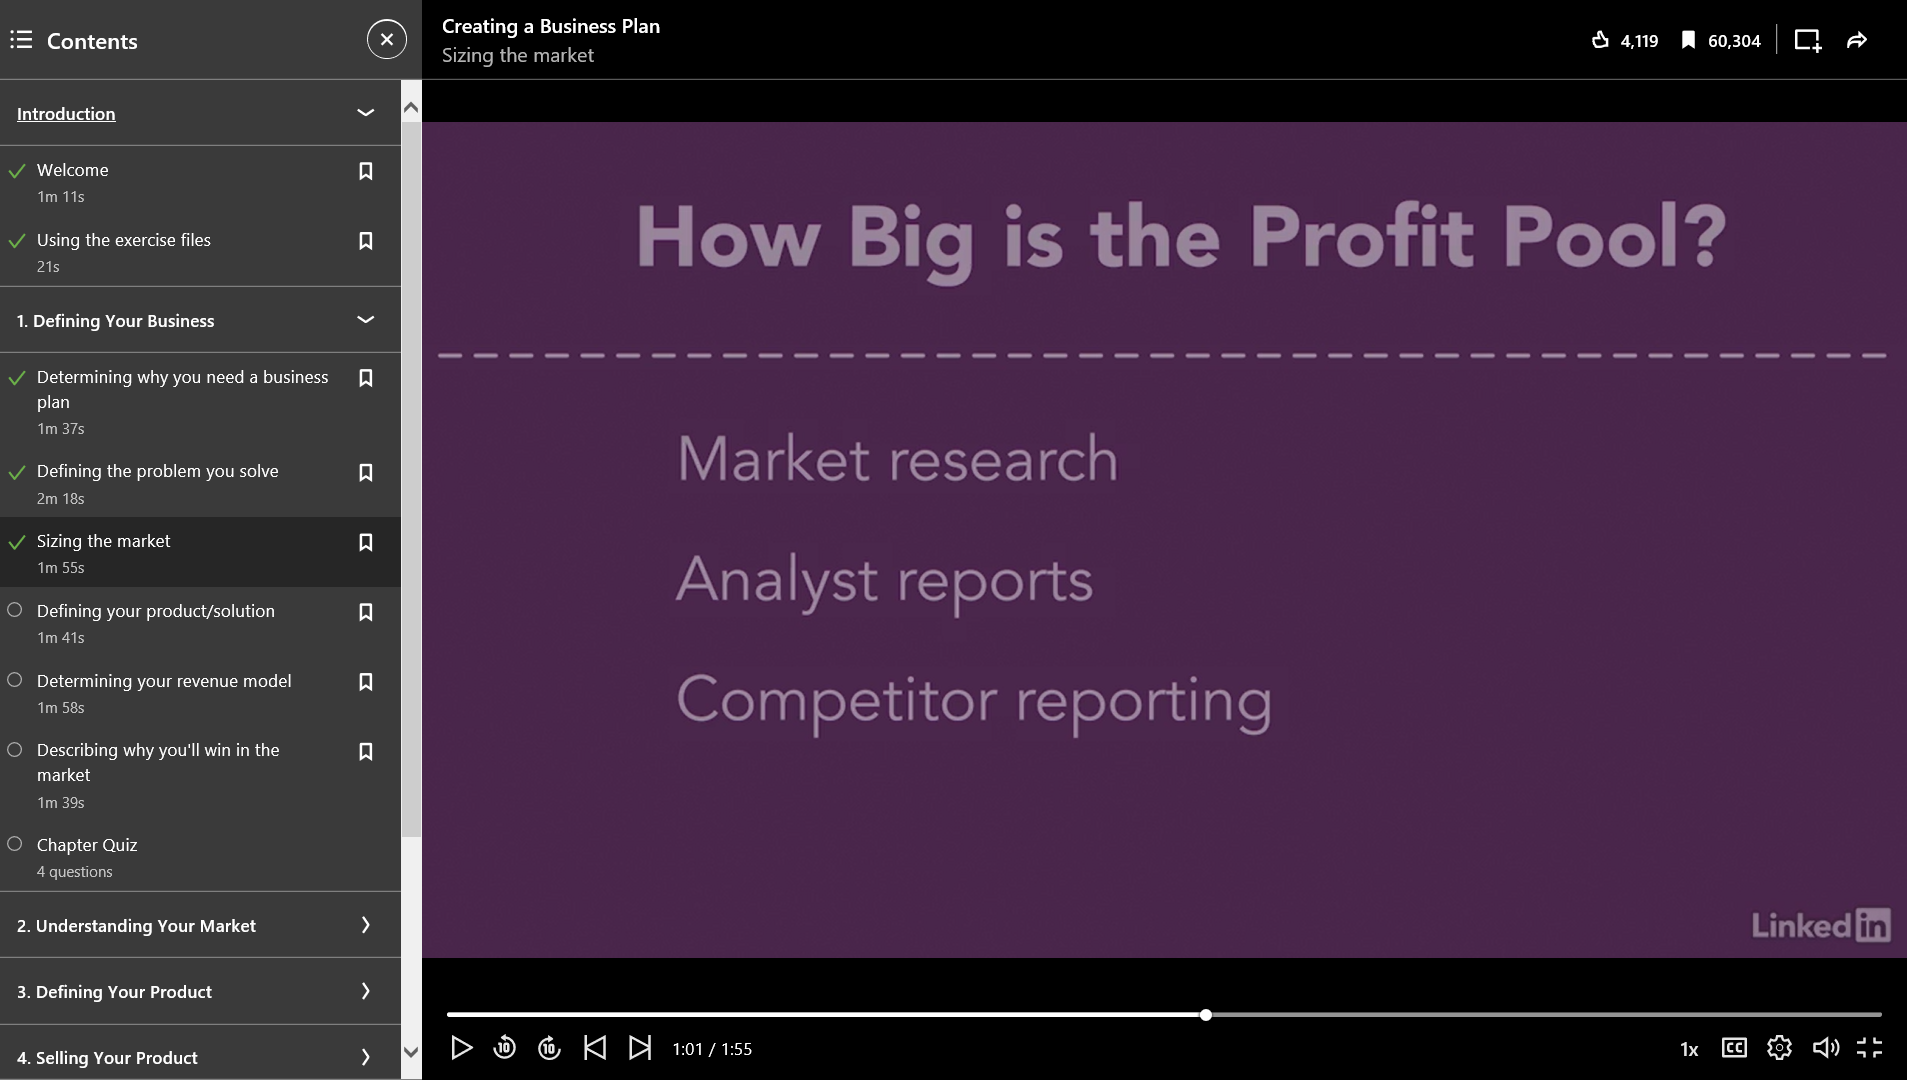 Contents
Introduction
Welcome
1m 11s
Using the exercise files
21s
1. Defining Your Business
Determining why you need a business
plan
1m 37s
Defining the problem you solve
2m 18s
Sizing the market
1m 55s
Defining your product/solution
1m 41s
Determining your revenue model
1m 58s
Describing why you'll win in the
market
1m 39s
Chapter Quiz
4 questions
2. Understanding Your Market
3. Defining Your Product
4. Selling Your Product
Creating a Business Plan
Sizing the market
4,119 60,304
How Big is the Profit Pool?
Market research
Analyst reports
Competitor reporting
Linked in
10 10 1:01 / 1:55 1x CC